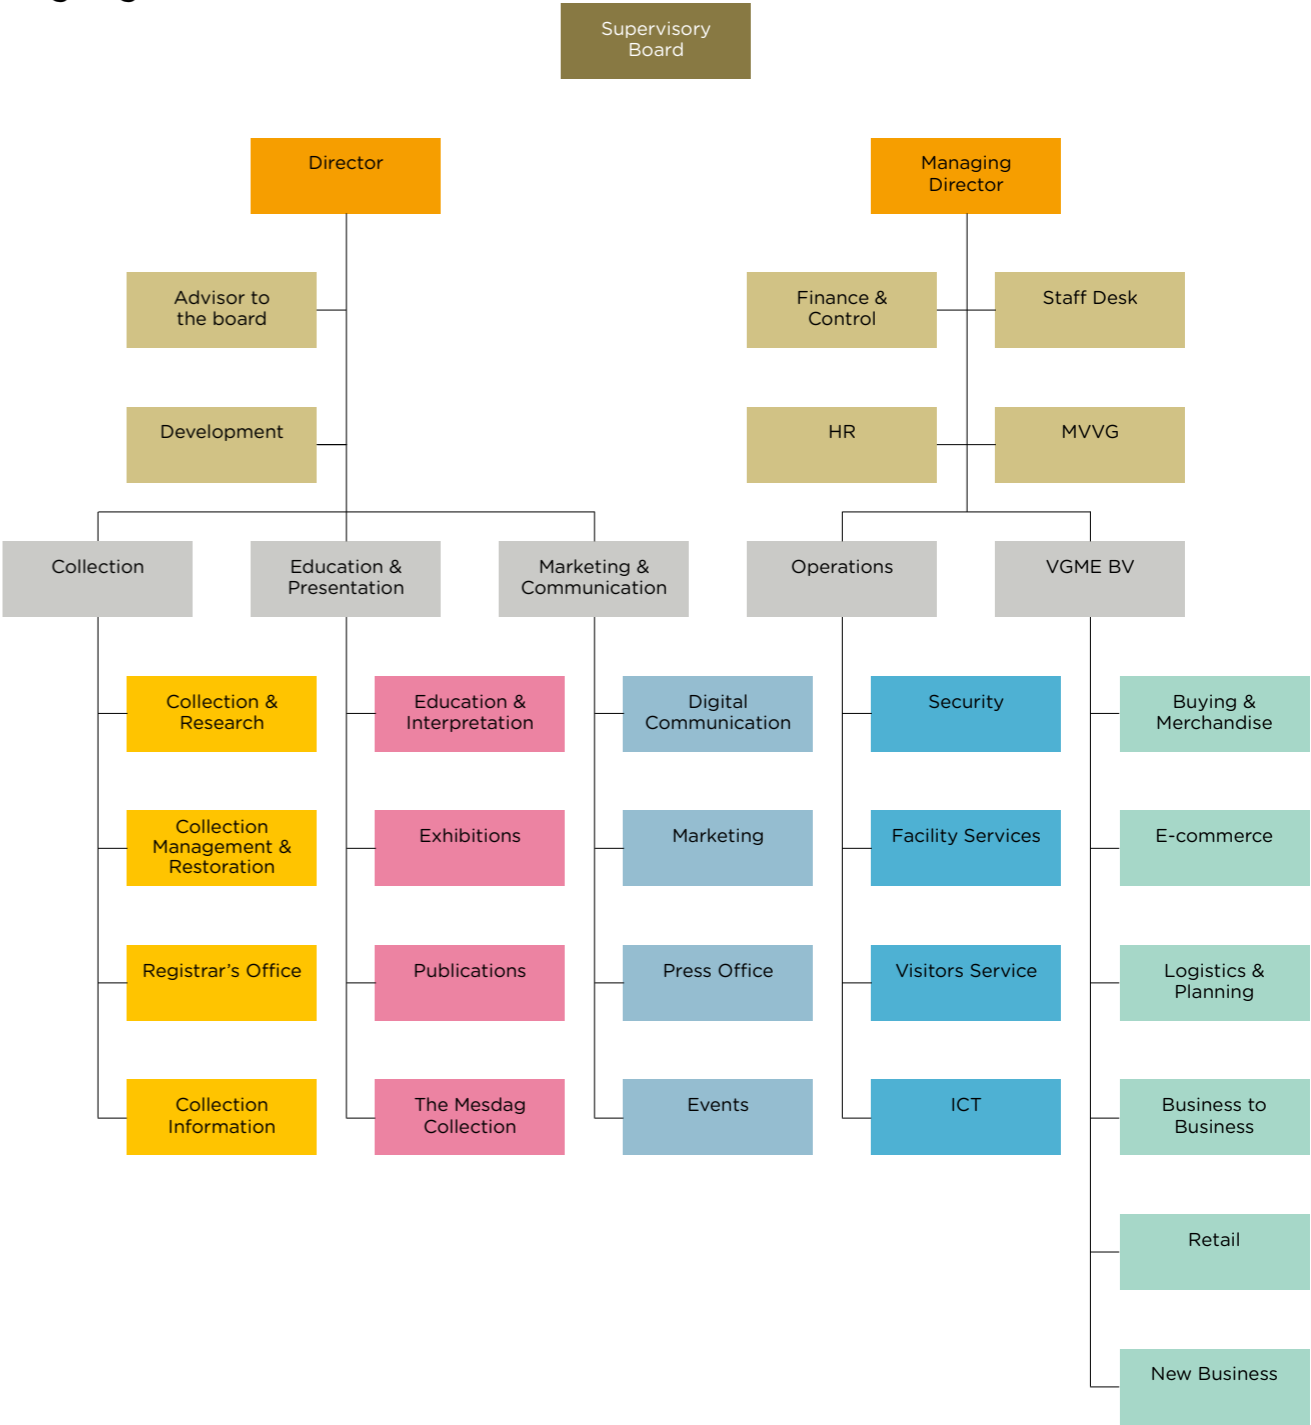 Supervisory
Board
Director
Managing
Director
Advisor to
the board
Finance &
Control
Staff Desk
Development
HR
MVVG
Collection
Education &
Presentation
Marketing &
Communication
Operations
VGME BV
Collection &
Research
Education &
Interpretation
Digital
Communication
Security
Buying &
Merchandise
Collection
Management &
Restoration
Exhibitions
Marketing
Facility Services
E-commerce
Registrar’s Office
Publications
Press Office
Visitors Service
Logistics &
Planning
Collection
Information
The Mesdag
Collection
Events
ICT
Business to
Business
Retail
New Business